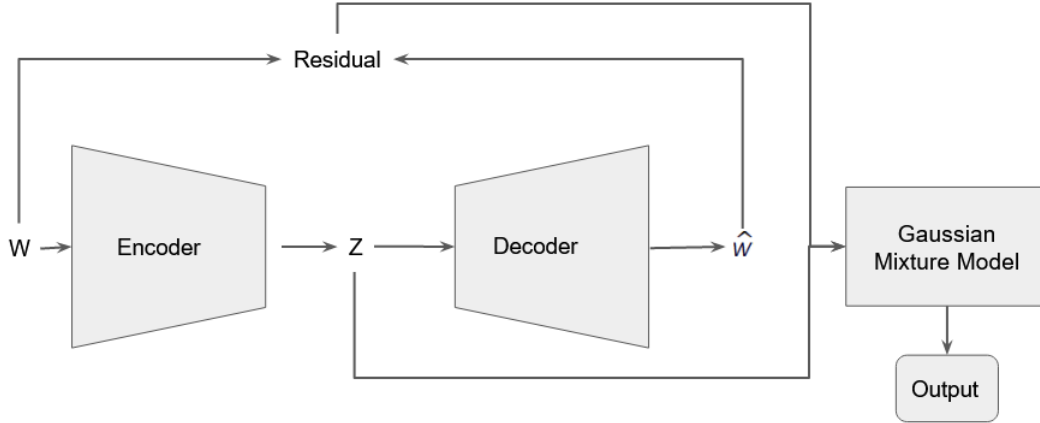 Residual
W
Encoder
Z
Decoder
ŵ
Gaussian
Mixture Model
Output